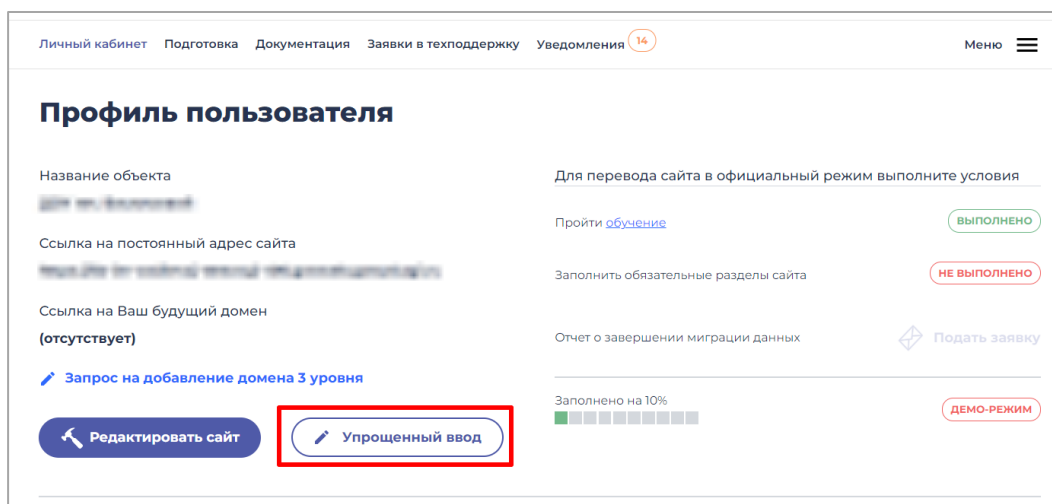 Личный кабинет Подготовка Документация Заявки в техподдержку Уведомления 14 Меню
Профиль пользователя
Название объекта
Ссылка на постоянный адрес сайта
Ссылка на Ваш будущий домен
(отсутствует)
Запрос на добавление домена 3 уровня
Редактировать сайт Упрощенный ввод
Для перевода сайта в официальный режим выполните условия
Пройти обучение ВЫПОЛНЕНО
Заполнить обязательные разделы сайта НЕ ВЫПОЛНЕНО
Отчет о завершении миграции данных Подать заявку
Заполнено на 10%
ДЕМО-РЕЖИМ